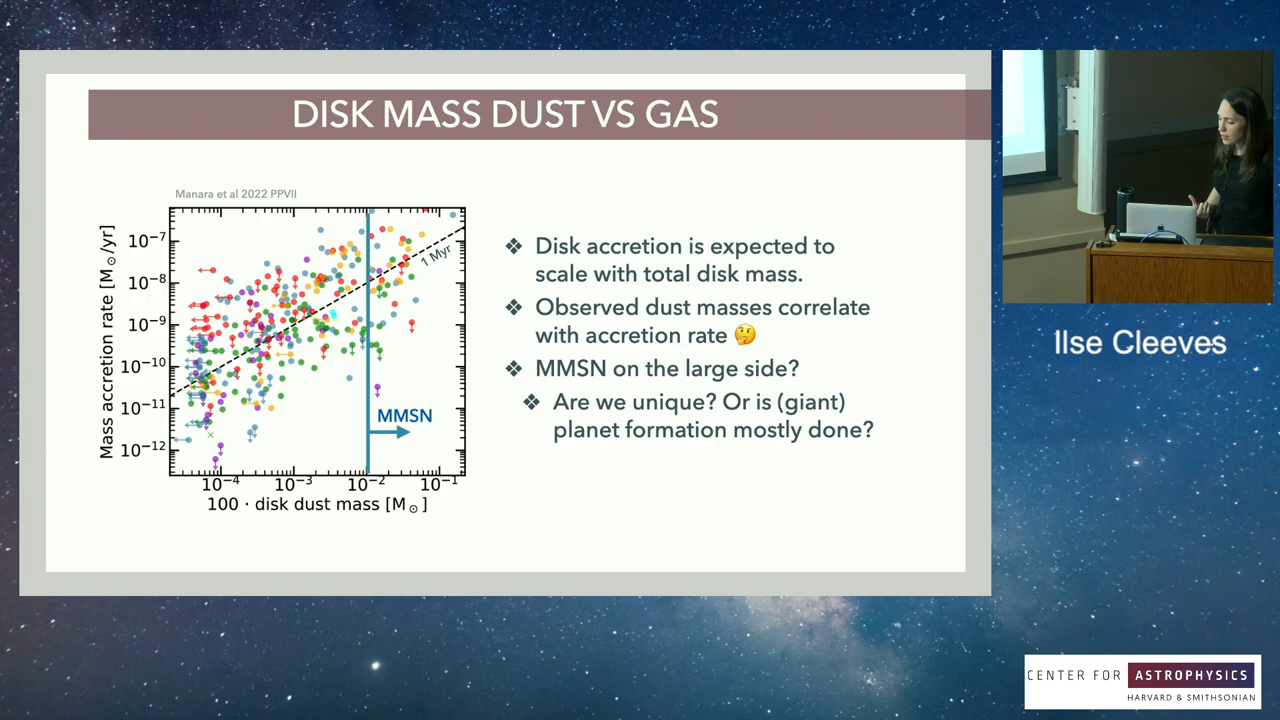 DISK MASS DUST VS GAS
Manara et al 2022 PPVII
Mass accretion rate [M⊙/yr]
10⁻⁷
10⁻⁸
10⁻⁹
10⁻¹⁰
10⁻¹¹
10⁻¹²
1 Myr
MMSN
10⁻⁴ 10⁻³ 10⁻² 10⁻¹
100 · disk dust mass [M⊙]
❖ Disk accretion is expected to
scale with total disk mass.
❖ Observed dust masses correlate
with accretion rate 🤔
❖ MMSN on the large side?
❖ Are we unique? Or is (giant)
planet formation mostly done?
Ilse Cleeves
CENTER FOR ASTROPHYSICS
HARVARD & SMITHSONIAN